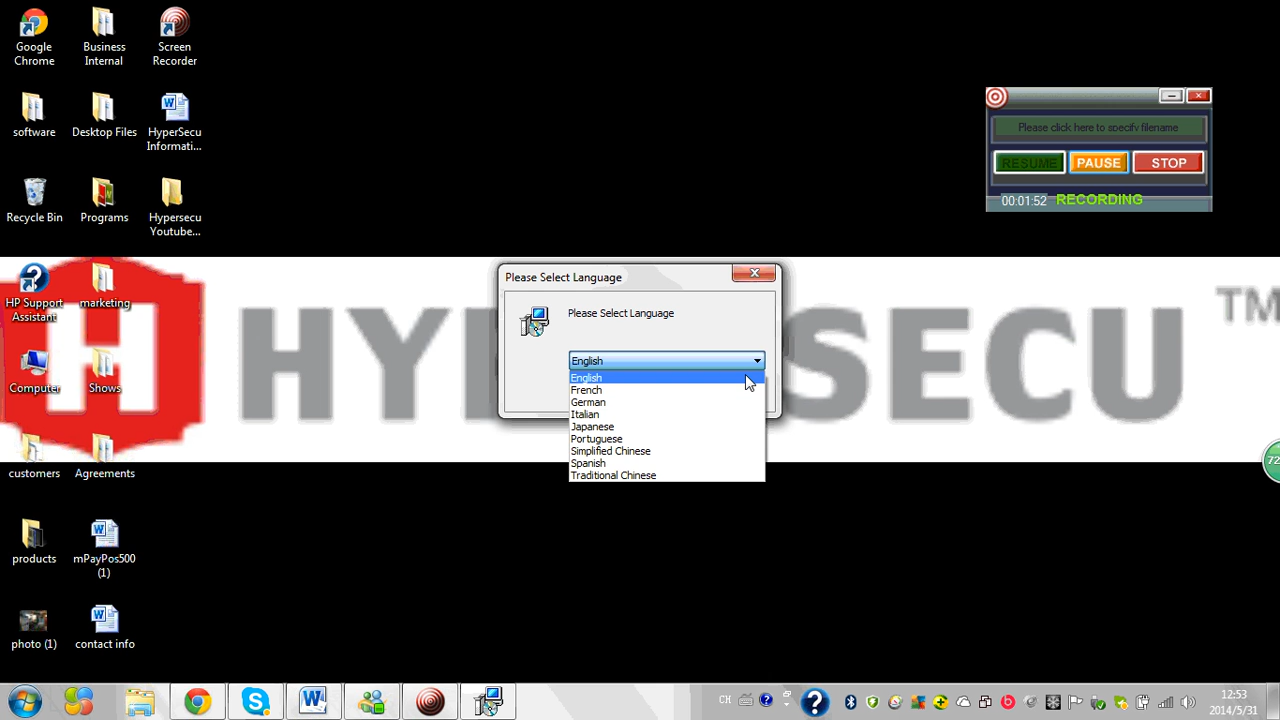 Google
Chrome
Business
Internal
Screen
Recorder
software
Desktop Files
HyperSecu
Informati...
Recycle Bin
Programs
Hypersecu
Youtube...
Please click here to specify filename
RESUME
PAUSE
STOP
00:01:52
RECORDING
HP Support
Assistant
marketing
Computer
Shows
HYPERSECU
TM
Please Select Language
Please Select Language
English
English
French
German
Italian
Japanese
Portuguese
Simplified Chinese
Spanish
Traditional Chinese
customers
Agreements
72
products
mPayPos500
(1)
photo (1)
contact info
CH
12:53
2014/5/31